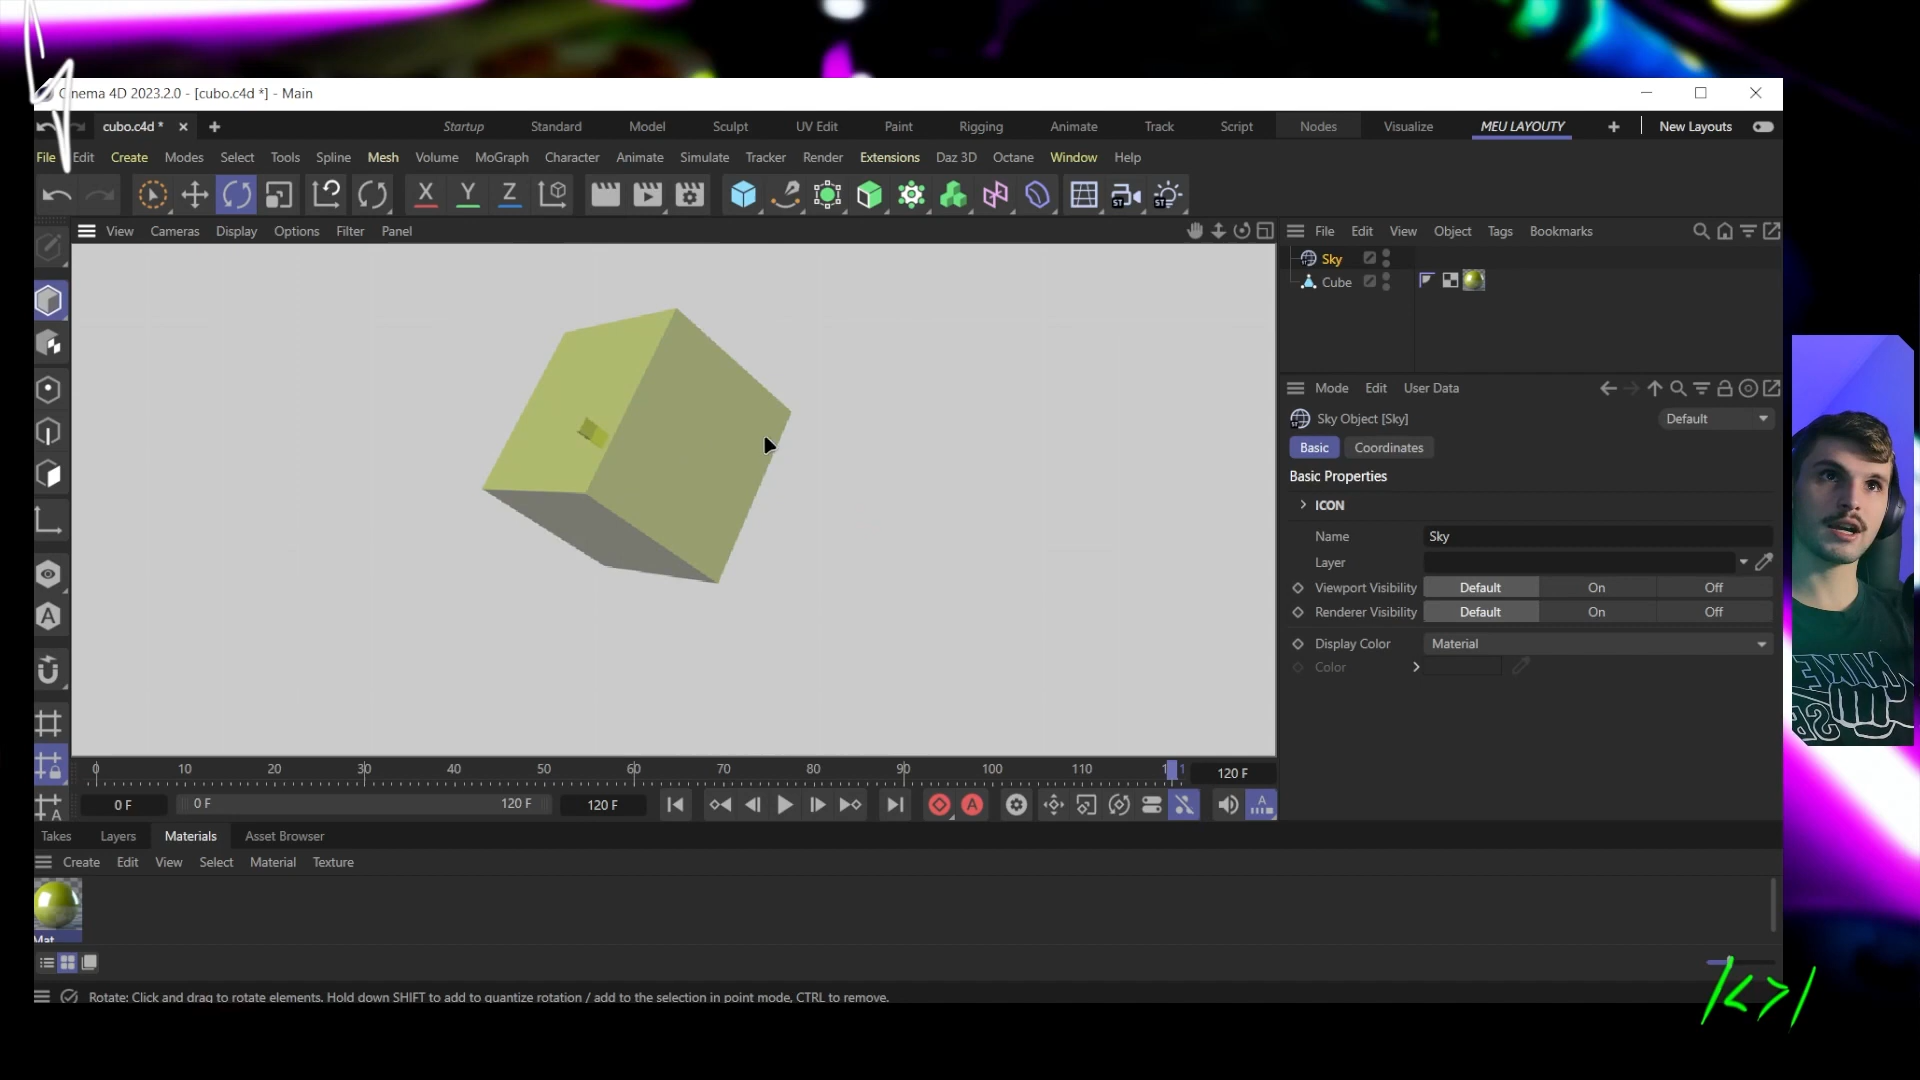 Cinema 4D 2023.2.0 - [cubo.c4d *] - Main
cubo.c4d *
Startup Standard Model Sculpt UV Edit Paint Rigging Animate Track Script Nodes Visualize MEU LAYOUTY New Layouts
File Edit Create Modes Select Tools Spline Mesh Volume MoGraph Character Animate Simulate Tracker Render Extensions Daz 3D Octane Window Help
X Y Z ST ST
View Cameras Display Options Filter Panel
File Edit View Object Tags Bookmarks
Sky
Cube
Mode Edit User Data
Sky Object [Sky] Default
Basic Coordinates
Basic Properties
ICON
Name Sky
Layer
Viewport Visibility Default On Off
Renderer Visibility Default On Off
Display Color Material
Color
0 10 20 30 40 50 60 70 80 90 100 110 120 F
0 F 0 F 120 F 120 F
Takes Layers Materials Asset Browser
Create Edit View Select Material Texture
Mat
Rotate: Click and drag to rotate elements. Hold down SHIFT to add to quantize rotation / add to the selection in point mode, CTRL to remove.